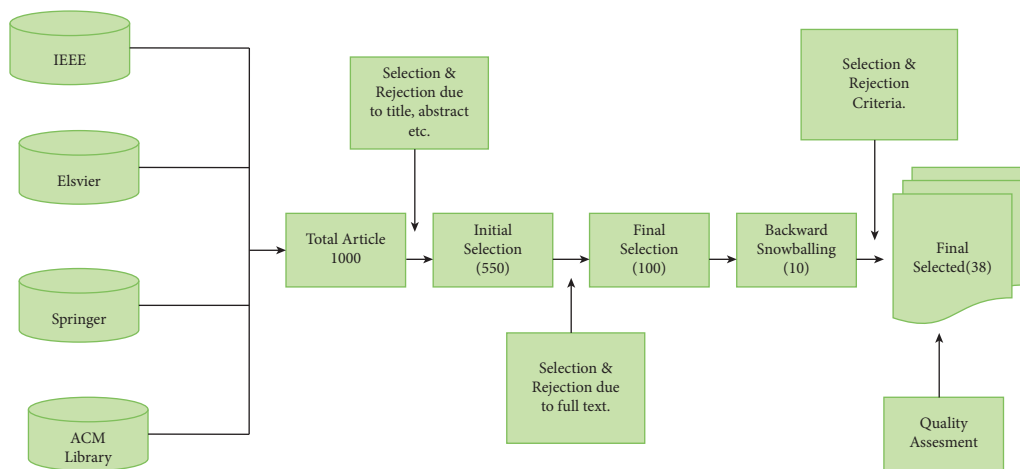 IEEE
Elsvier
Springer
ACM
Library
Total Article
1000
Selection &
Rejection due
to title, abstract
etc.
Initial
Selection
(550)
Selection &
Rejection due
to full text.
Final
Selection
(100)
Backward
Snowballing
(10)
Selection &
Rejection
Criteria.
Final
Selected(38)
Quality
Assesment